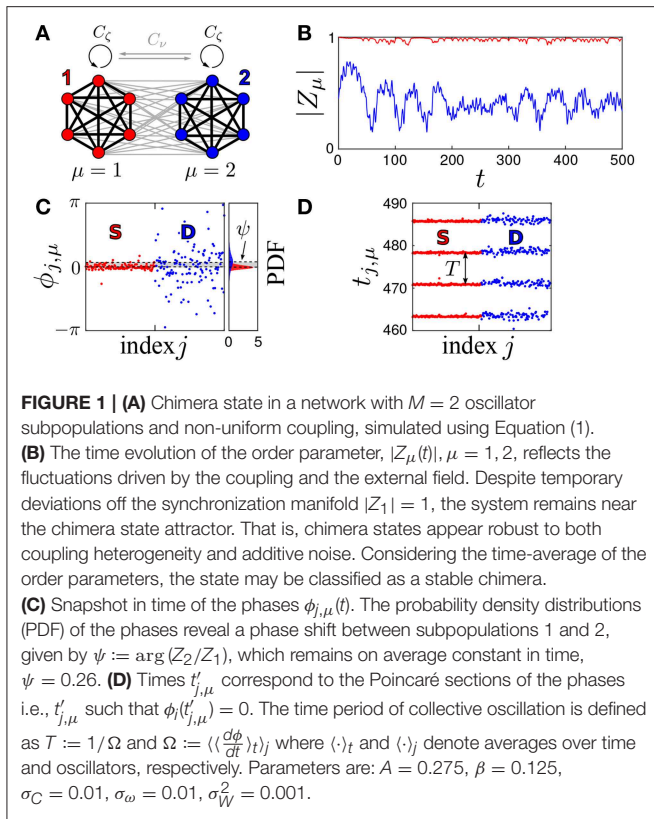 A
C_ζ
C_ν
C_ζ
1
2
μ = 1
μ = 2
B
|Z_μ|
1
0
0
100
200
300
400
500
t
C
ϕ_{j,μ}
π
0
−π
S
D
ψ
PDF
0
5
index j
D
t_{j,μ}
490
480
470
460
S
D
T
index j
FIGURE 1 | (A) Chimera state in a network with M = 2 oscillator
subpopulations and non-uniform coupling, simulated using Equation (1).
(B) The time evolution of the order parameter, |Z_μ(t)|, μ = 1, 2, reflects the
fluctuations driven by the coupling and the external field. Despite temporary
deviations off the synchronization manifold |Z_1| = 1, the system remains near
the chimera state attractor. That is, chimera states appear robust to both
coupling heterogeneity and additive noise. Considering the time-average of the
order parameters, the state may be classified as a stable chimera.
(C) Snapshot in time of the phases ϕ_{j,μ}(t). The probability density distributions
(PDF) of the phases reveal a phase shift between subpopulations 1 and 2,
given by ψ := arg (Z_2/Z_1), which remains on average constant in time,
ψ = 0.26. (D) Times t′_{j,μ} correspond to the Poincaré sections of the phases
i.e., t′_{j,μ} such that ϕ_j(t′_{j,μ}) = 0. The time period of collective oscillation is defined
as T := 1/Ω and Ω := ⟨⟨dϕ/dt⟩_t⟩_j where ⟨·⟩_t and ⟨·⟩_j denote averages over time
and oscillators, respectively. Parameters are: A = 0.275, β = 0.125,
σ_C = 0.01, σ_ω = 0.01, σ²_W = 0.001.